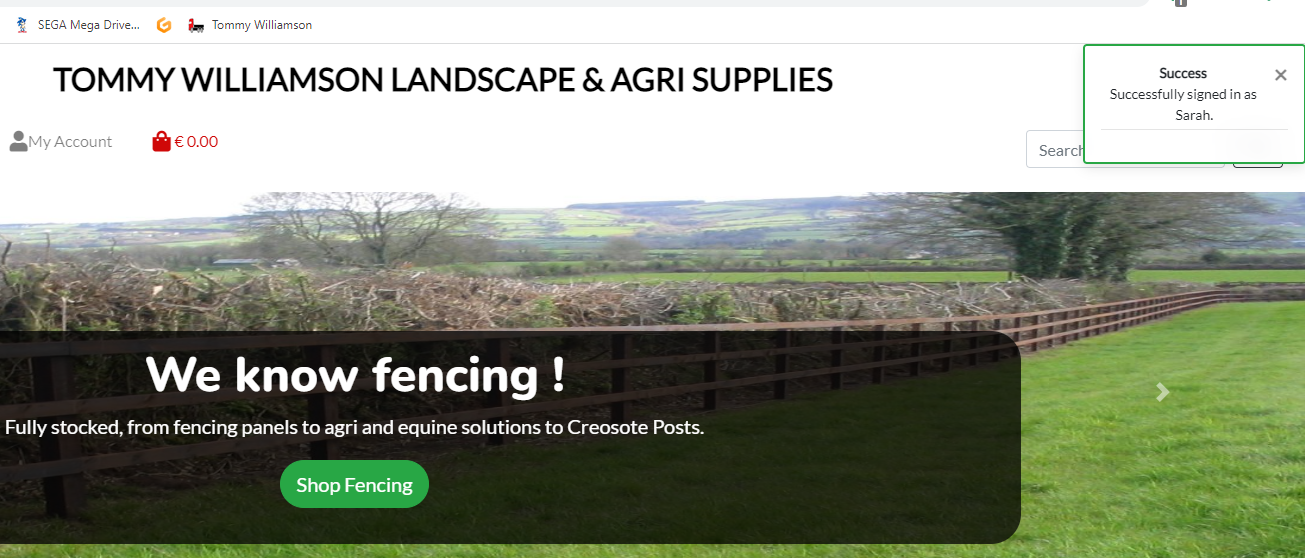 SEGA Mega Drive...
Tommy Williamson
TOMMY WILLIAMSON LANDSCAPE & AGRI SUPPLIES
Success
Successfully signed in as
Sarah.
My Account
€ 0.00
Search
We know fencing !
Fully stocked, from fencing panels to agri and equine solutions to Creosote Posts.
Shop Fencing